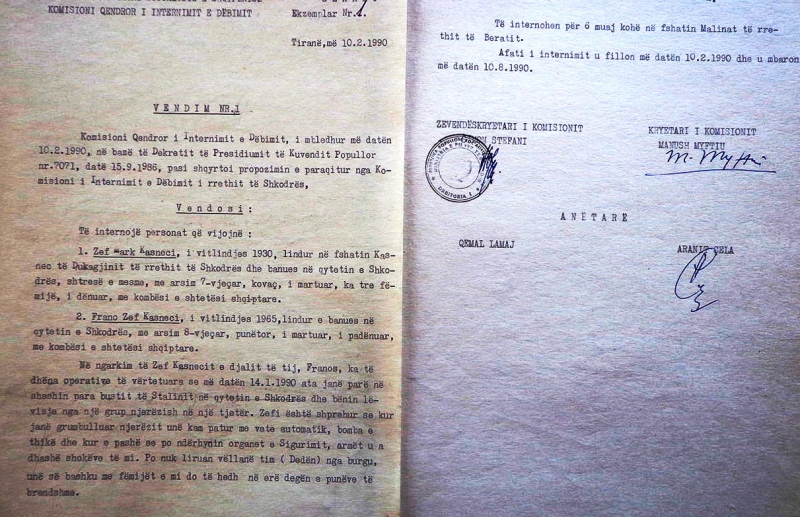 KOMISIONI QENDROR I INTERNIMIT E DËBIMIT
Ekzemplar Nr.1.
Tiranë,më 10.2.1990
VENDIM NR.1
Komisioni Qendror i Internimit e Dëbimit, i mbledhur më datën
10.2.1990, në bazë të Dekretit të Presidiumit të Kuvendit Popullor
nr.7071, datë 15.9.1986, pasi shqyrtoi propozimin e paraqitur nga Ko-
misioni i Internimit e Dëbimit i rrethit të Shkodrës,
Vendosi:
Të internojë personat që vijojnë:
1. Zef Mark Kasneci, i vitlindjes 1930, lindur në fshatin Kas-
nec të Dukagjinit të rrethit të Shkodrës dhe banues në qytetin e Shko-
drës, shtresë e mesme, me arsim 7-vjeçar, kovaç, i martuar, ka tre fë-
mijë, i dënuar, me kombësi e shtetësi shqiptare.
2. Frano Zef Kasneci, i vitlindjes 1965,lindur e banues në
qytetin e Shkodrës, me arsim 8-vjeçar, punëtor, i martuar, i padënuar,
me kombësi e shtetësi shqiptare.
Në ngarkim të Zef Kasnecit e djalit të tij, Franos, ka të
dhëna operative të vërtetuara se më datën 14.1.1990 ata janë parë në
sheshin para bustit të Stalinit në qytetin e Shkodrës dhe bënin lë-
vizje nga një grup njerëzish në një tjetër. Zefi është shprehur se kur
janë grumbulluar njerëzit unë kam patur me vete automatik, bomba e
thikë dhe kur e pashë se po ndërhynin organet e Sigurimit, armët u a
dhashë shokëve të mi. Po nuk liruan vëllanë tim ( Dedën) nga burgu,
unë së bashku me fëmijët e mi do të hedh në erë degën e punëve të
brendshme.
Të internohen për 6 muaj kohë në fshatin Malinat të rre-
thit të Beratit.
Afati i internimit u fillon më datën 10.2.1990 dhe u mbaron
më datën 10.8.1990.
ZEVENDËSKRYETARI I KOMISIONIT
STEFANI
KRYETARI I KOMISIONIT
MANUSH MYFTIU
M. Myftiu
ANËTARË
QEMAL LAMAJ
ARANIT ÇELA